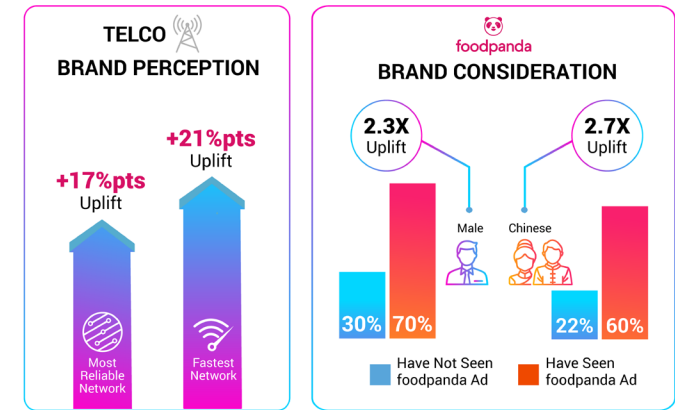 TELCO
BRAND PERCEPTION
+21%pts
Uplift
+17%pts
Uplift
Most
Reliable
Network
Fastest
Network
foodpanda
BRAND CONSIDERATION
2.3X
Uplift
2.7X
Uplift
Male
Chinese
30%
70%
22%
60%
Have Not Seen
foodpanda Ad
Have Seen
foodpanda Ad